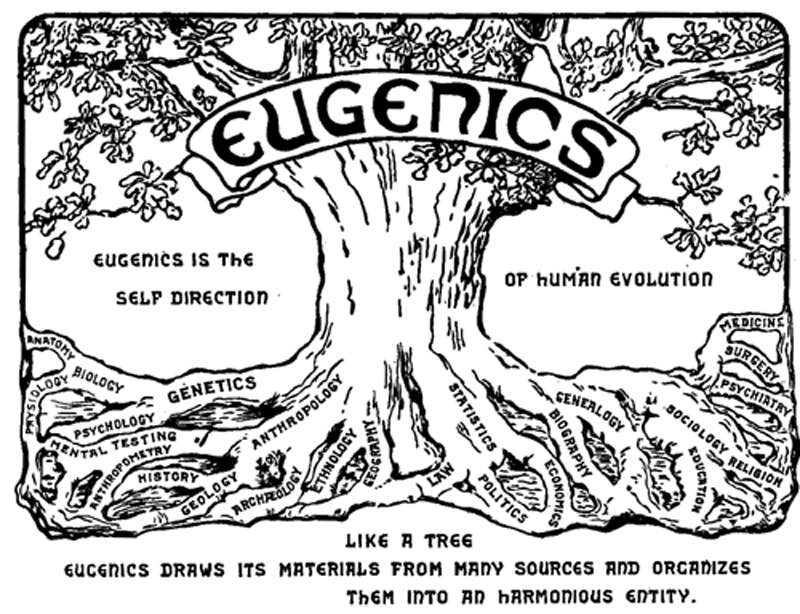 EUGENICS
EUGENICS IS THE
SELF DIRECTION
OF HUMAN EVOLUTION
ANATOMY
PHYSIOLOGY
BIOLOGY
GENETICS
PSYCHOLOGY
MENTAL TESTING
ANTHROPOMETRY
HISTORY
GEOLOGY
ANTHROPOLOGY
ARCHÆOLOGY
ETHNOLOGY
GEOGRAPHY
LAW
STATISTICS
POLITICS
ECONOMICS
GENEALOGY
BIOGRAPHY
MEDICINE
SURGERY
PSYCHIATRY
SOCIOLOGY
RELIGION
EDUCATION
LIKE A TREE
EUGENICS DRAWS ITS MATERIALS FROM MANY SOURCES AND ORGANIZES
THEM INTO AN HARMONIOUS ENTITY.